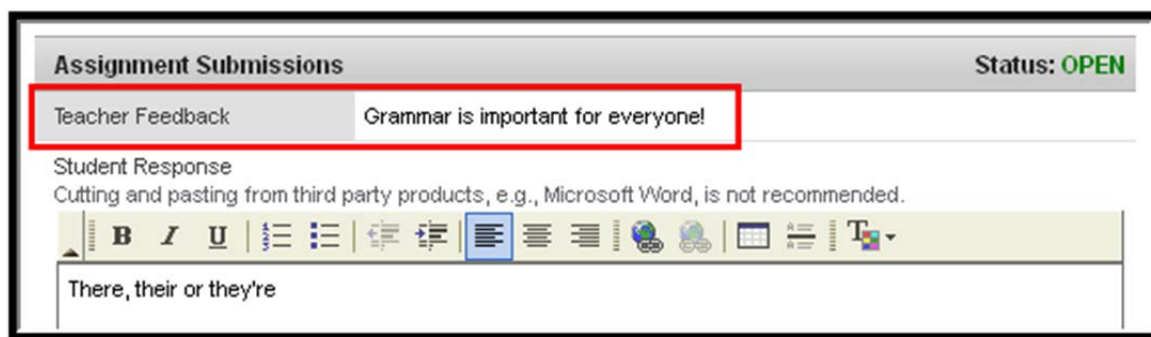 Assignment Submissions Status: OPEN
Teacher Feedback Grammar is important for everyone!
Student Response
Cutting and pasting from third party products, e.g., Microsoft Word, is not recommended.
B I U
There, their or they're